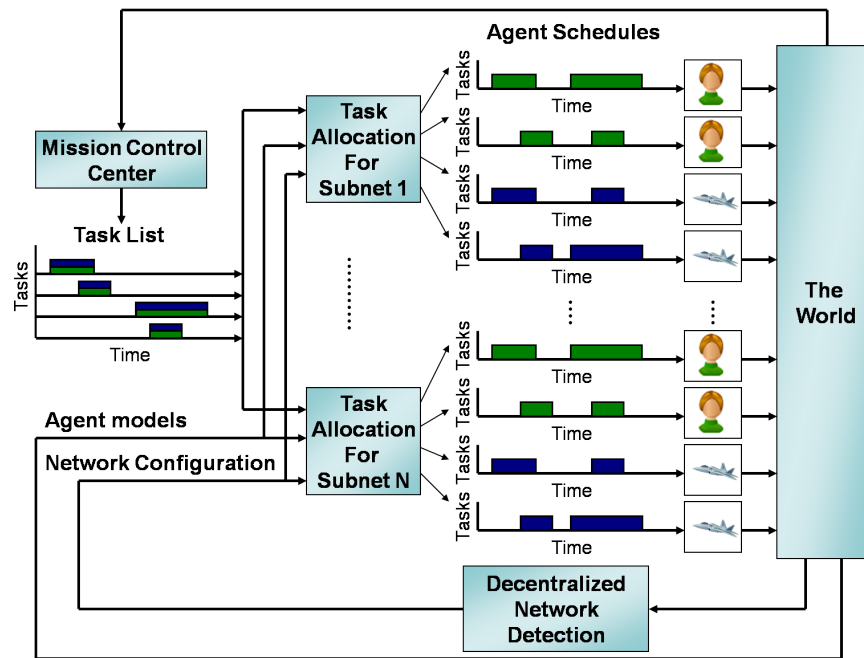 Agent Schedules
Mission Control
Center
Task List
Tasks
Time
Agent models
Network Configuration
Task
Allocation
For
Subnet 1
Task
Allocation
For
Subnet N
Tasks
Time
Tasks
Time
Tasks
Time
Tasks
Time
Tasks
Time
Tasks
Time
Tasks
Time
Tasks
Time
The
World
Decentralized
Network
Detection